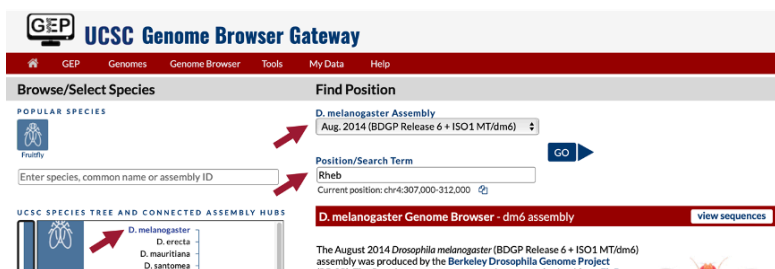 GEP UCSC Genome Browser Gateway
GEP Genomes Genome Browser Tools My Data Help
Browse/Select Species
POPULAR SPECIES
Fruitfly
Enter species, common name or assembly ID
UCSC SPECIES TREE AND CONNECTED ASSEMBLY HUBS
D. melanogaster
D. erecta
D. mauritiana
D. santomea
Find Position
D. melanogaster Assembly
Aug. 2014 (BDGP Release 6 + ISO1 MT/dm6)
GO
Position/Search Term
Rheb
Current position: chr4:307,000-312,000
D. melanogaster Genome Browser - dm6 assembly
view sequences
The August 2014 Drosophila melanogaster (BDGP Release 6 + ISO1 MT/dm6)
assembly was produced by the Berkeley Drosophila Genome Project